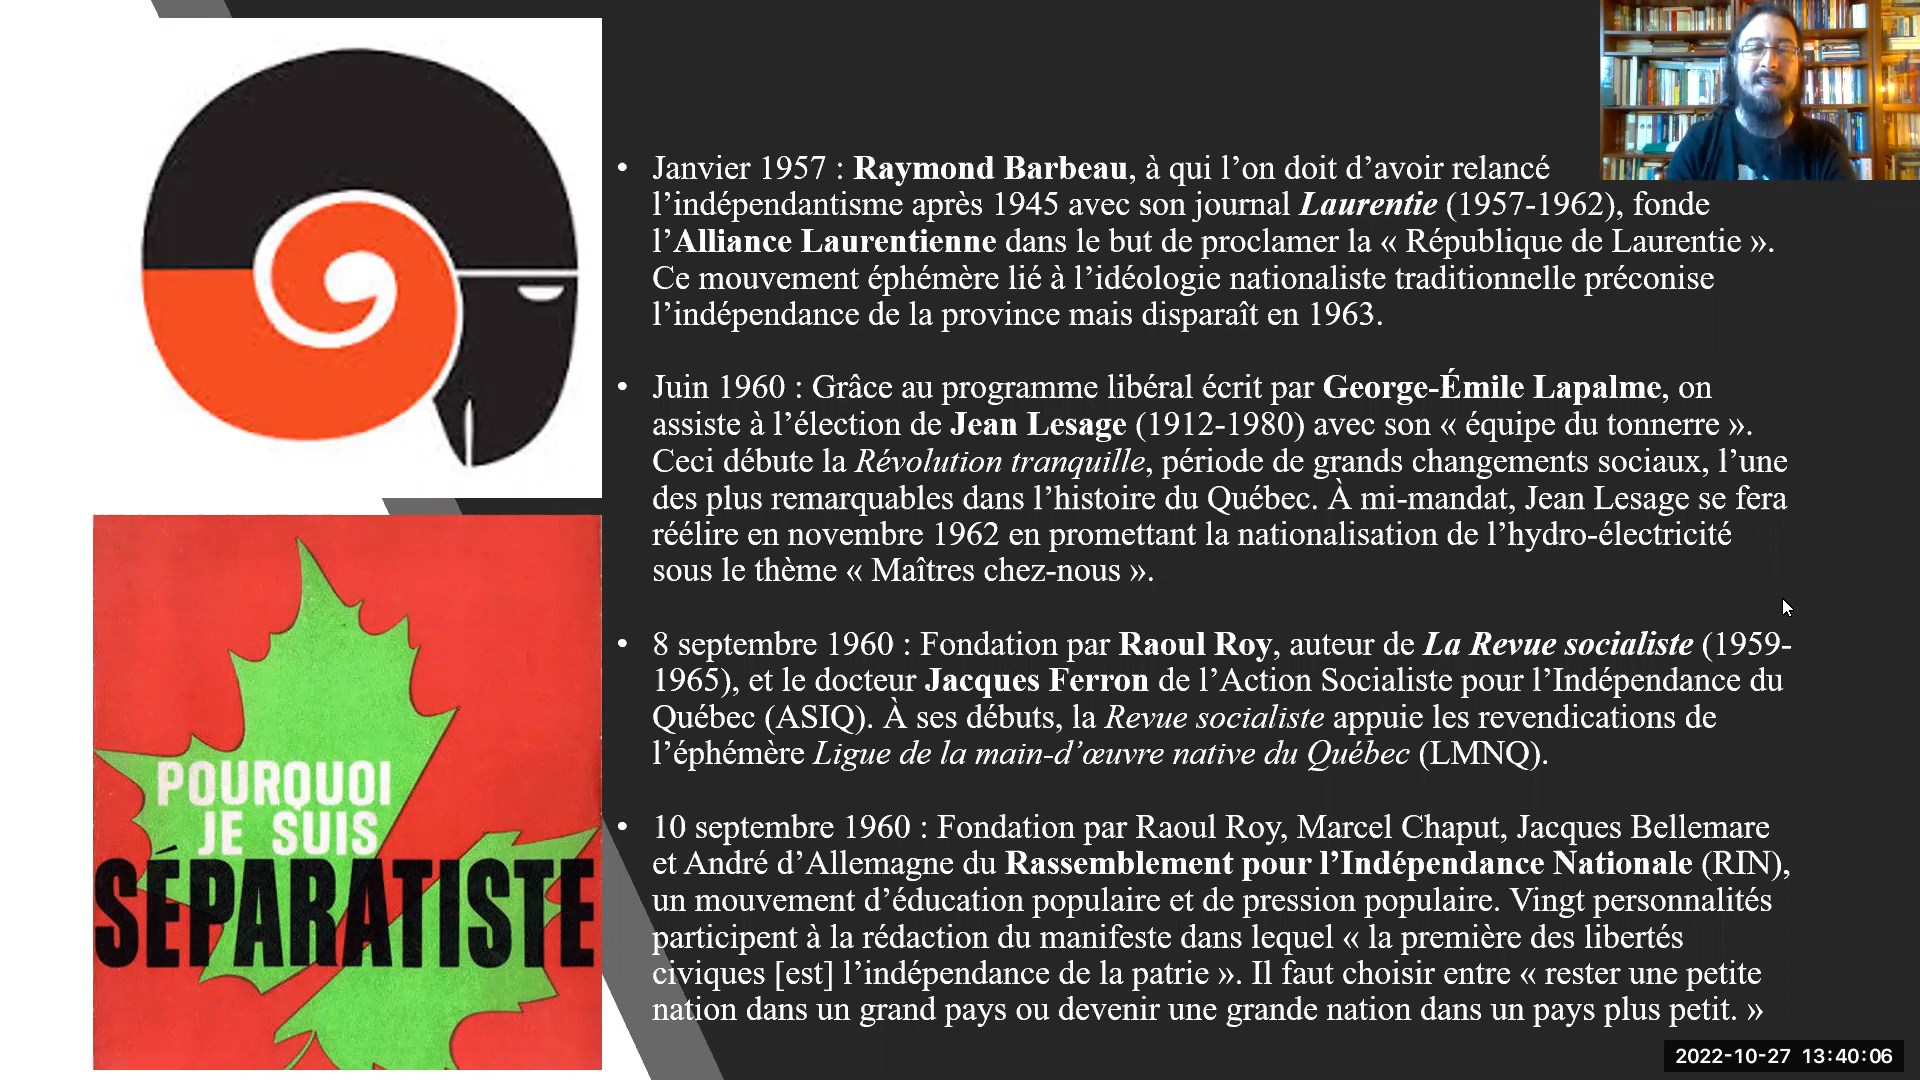 • Janvier 1957 : Raymond Barbeau, à qui l’on doit d’avoir relancé
l’indépendantisme après 1945 avec son journal Laurentie (1957-1962), fonde
l’Alliance Laurentienne dans le but de proclamer la « République de Laurentie ».
Ce mouvement éphémère lié à l’idéologie nationaliste traditionnelle préconise
l’indépendance de la province mais disparaît en 1963.
• Juin 1960 : Grâce au programme libéral écrit par George-Émile Lapalme, on
assiste à l’élection de Jean Lesage (1912-1980) avec son « équipe du tonnerre ».
Ceci débute la Révolution tranquille, période de grands changements sociaux, l’une
des plus remarquables dans l’histoire du Québec. À mi-mandat, Jean Lesage se fera
réélire en novembre 1962 en promettant la nationalisation de l’hydro-électricité
sous le thème « Maîtres chez-nous ».
• 8 septembre 1960 : Fondation par Raoul Roy, auteur de La Revue socialiste (1959-
1965), et le docteur Jacques Ferron de l’Action Socialiste pour l’Indépendance du
Québec (ASIQ). À ses débuts, la Revue socialiste appuie les revendications de
l’éphémère Ligue de la main-d’œuvre native du Québec (LMNQ).
• 10 septembre 1960 : Fondation par Raoul Roy, Marcel Chaput, Jacques Bellemare
et André d’Allemagne du Rassemblement pour l’Indépendance Nationale (RIN),
un mouvement d’éducation populaire et de pression populaire. Vingt personnalités
participent à la rédaction du manifeste dans lequel « la première des libertés
civiques [est] l’indépendance de la patrie ». Il faut choisir entre « rester une petite
nation dans un grand pays ou devenir une grande nation dans un pays plus petit. »
POURQUOI
JE SUIS
SÉPARATISTE
2022-10-27 13:40:06